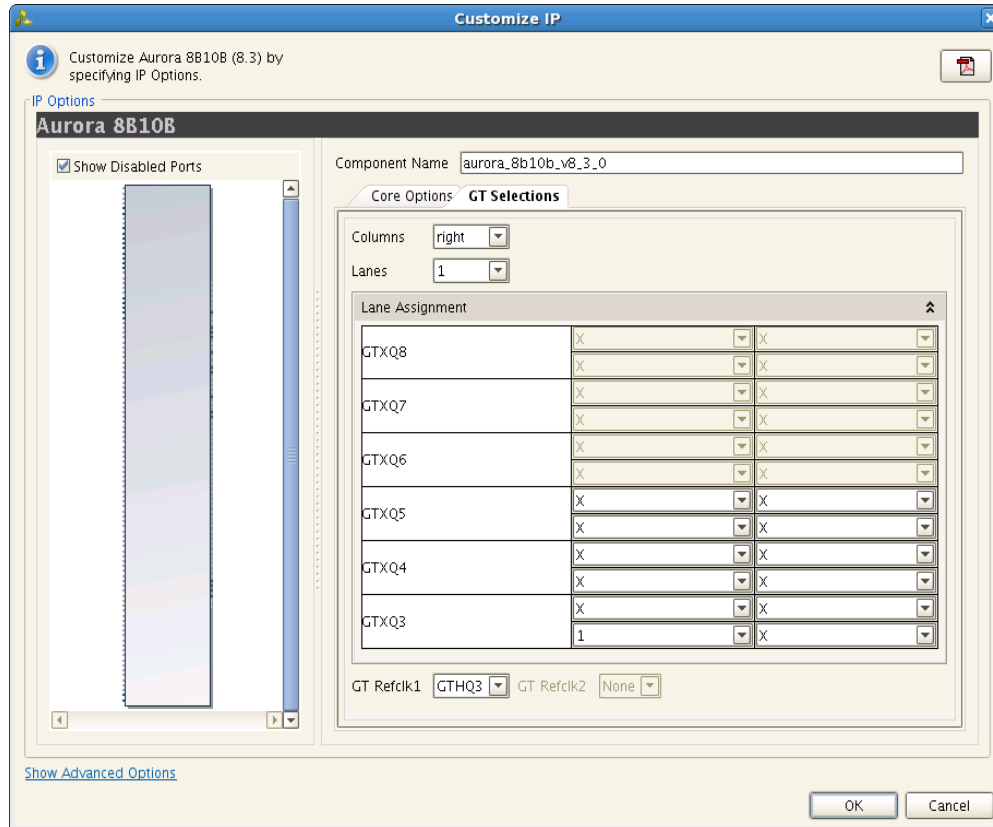 Customize IP
Customize Aurora 8B10B (8.3) by
specifying IP Options.
IP Options
Aurora 8B10B
Show Disabled Ports
Component Name aurora_8b10b_v8_3_0
Core Options GT Selections
Columns right
Lanes 1
Lane Assignment
GTXQ8
X X
X X
GTXQ7
X X
X X
GTXQ6
X X
X X
GTXQ5
X X
X X
GTXQ4
X X
X X
GTXQ3
X X
1 X
GT Refclk1 GTHQ3 GT Refclk2 None
Show Advanced Options
OK Cancel